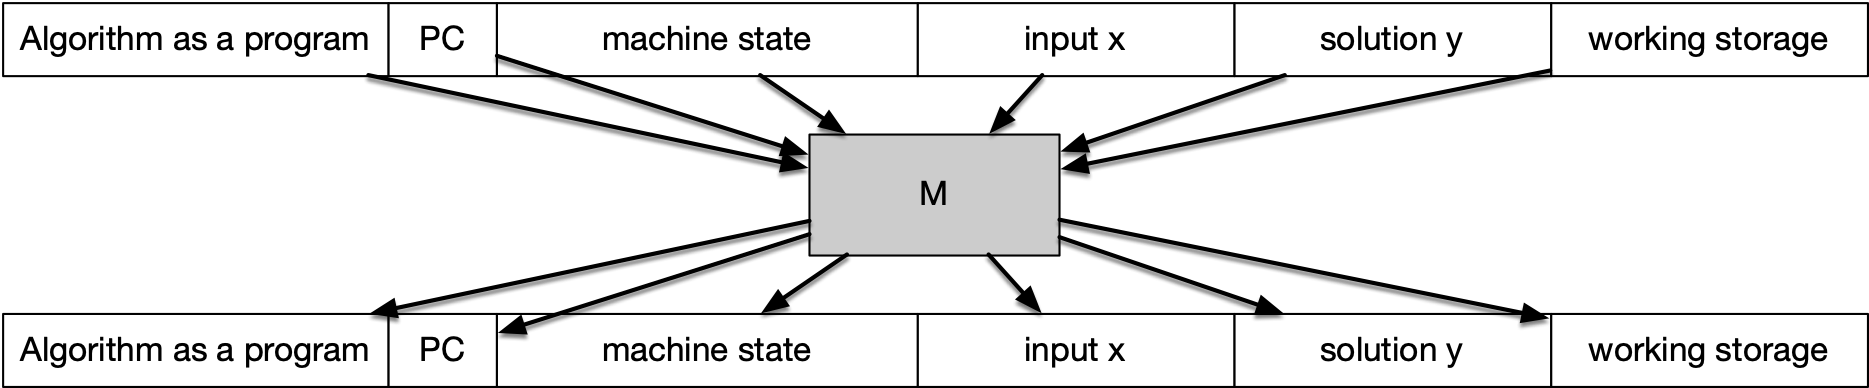 Algorithm as a program PC machine state input x solution y working storage
M
Algorithm as a program PC machine state input x solution y working storage